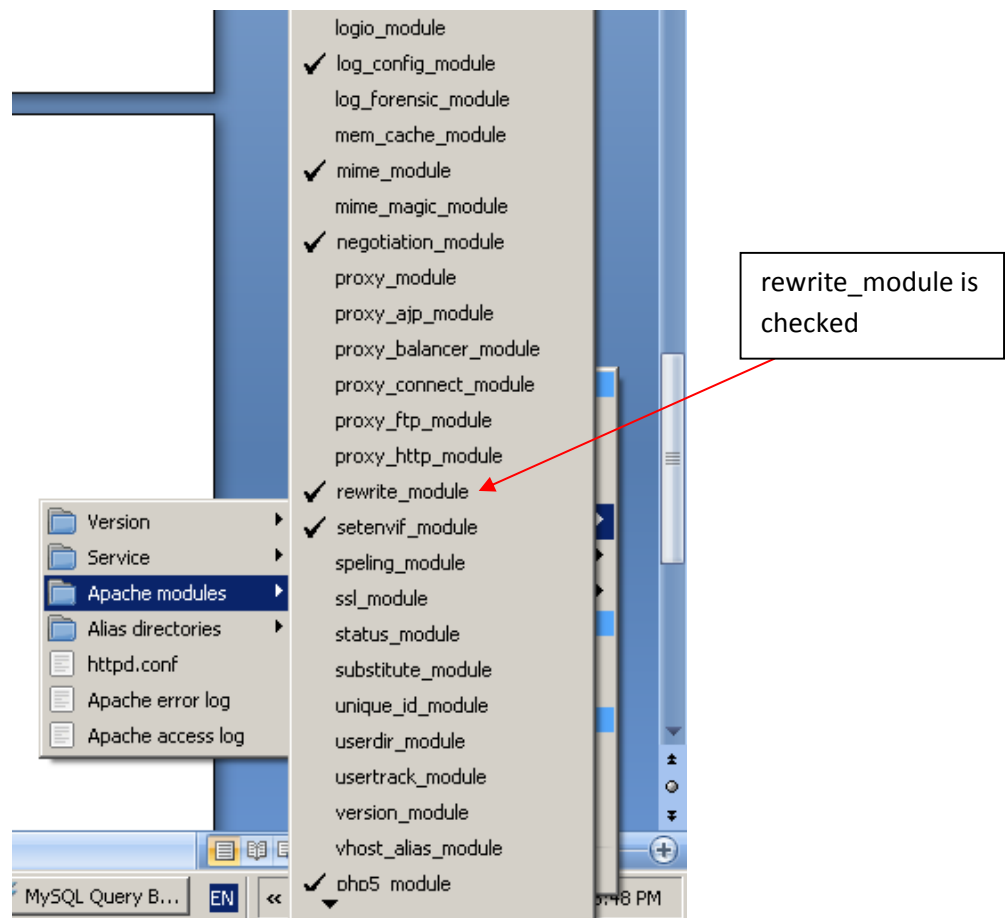 logio_module
log_config_module
log_forensic_module
mem_cache_module
mime_module
mime_magic_module
negotiation_module
proxy_module
proxy_ajp_module
proxy_balancer_module
proxy_connect_module
proxy_ftp_module
proxy_http_module
rewrite_module
setenvif_module
speling_module
ssl_module
status_module
substitute_module
unique_id_module
userdir_module
usertrack_module
version_module
vhost_alias_module
php5_module
rewrite_module is
checked
Version
Service
Apache modules
Alias directories
httpd.conf
Apache error log
Apache access log
MySQL Query B...
EN
«
:48 PM